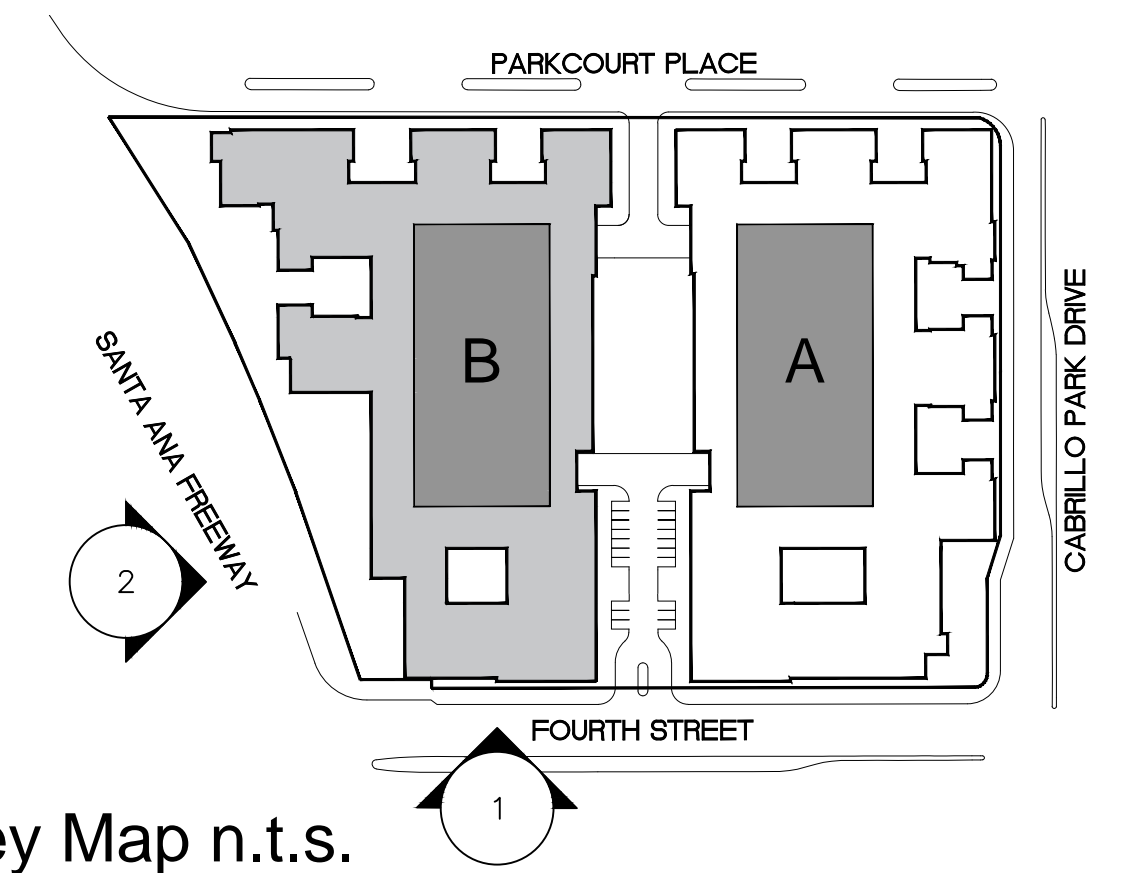 PARKCOURT PLACE
B
A
SANTA ANA FREEWAY
CABRILLO PARK DRIVE
2
FOURTH STREET
1
ey Map n.t.s.